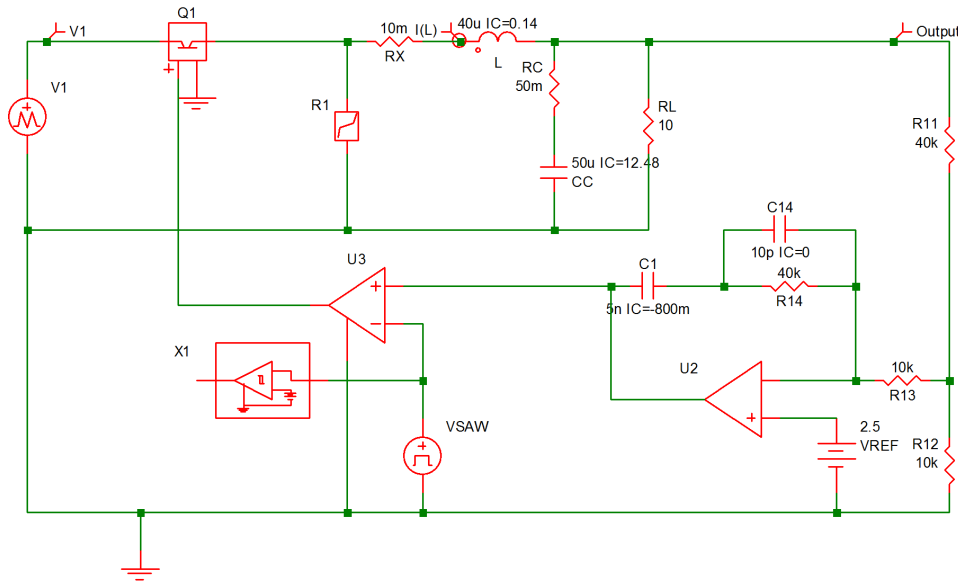 Q1
V1
10m
RX
I(L)
40u IC=0.14
L
Output
V1
R1
RC
50m
RL
10
R11
40k
50u IC=12.48
CC
C14
10p IC=0
U3
C1
5n IC=-800m
40k
R14
X1
U2
10k
R13
VSAW
2.5
VREF
R12
10k